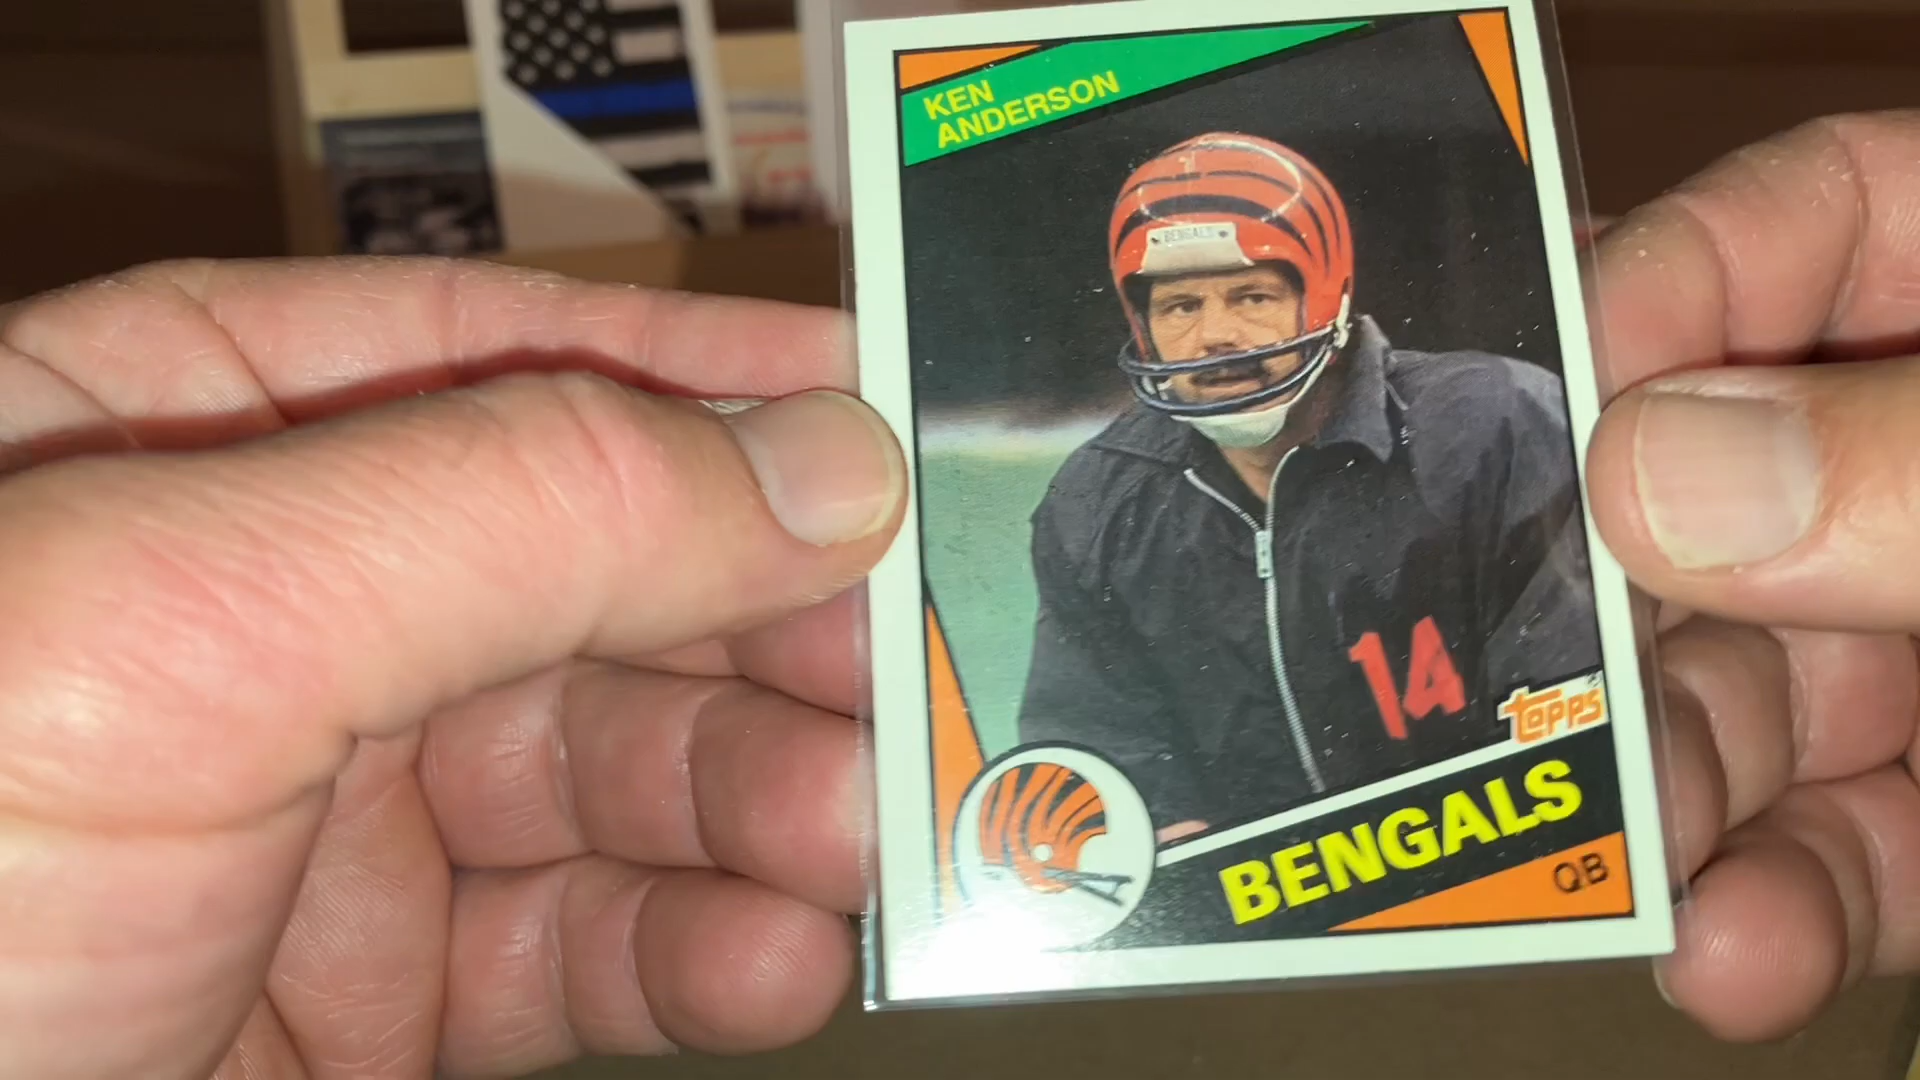 KEN
ANDERSON
BENGALS
14
topps
BENGALS
QB